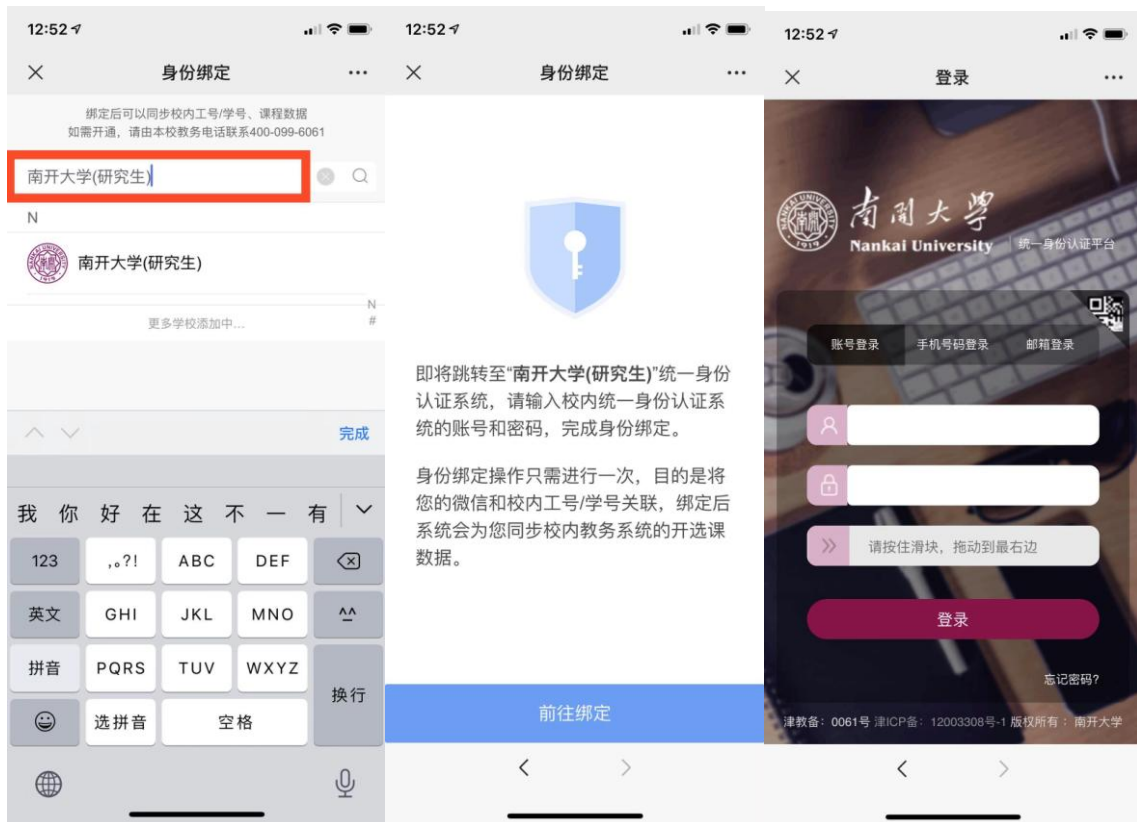 12:52
身份绑定
绑定后可以同步校内工号/学号、课程数据
如需开通，请由本校教务电话联系400-099-6061
南开大学(研究生)
N
南开大学(研究生)
N
#
更多学校添加中...
完成
我 你 好 在 这 不 一 有
123 ,。?! ABC DEF
英文 GHI JKL MNO ^^
拼音 PQRS TUV WXYZ
换行
选拼音 空格
12:52
身份绑定
即将跳转至“南开大学(研究生)”统一身份
认证系统，请输入校内统一身份认证系
统的账号和密码，完成身份绑定。
身份绑定操作只需进行一次，目的是将
您的微信和校内工号/学号关联，绑定后
系统会为您同步校内教务系统的开选课
数据。
前往绑定
12:52
登录
南開大學
Nankai University 统一身份认证平台
账号登录 手机号码登录 邮箱登录
请按住滑块，拖动到最右边
登录
忘记密码?
津教备：0061号 津ICP备：12003308号-1 版权所有：南开大学